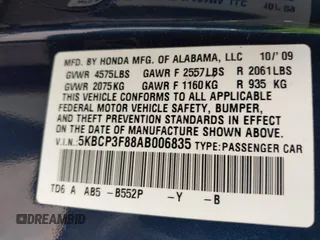 MFD. BY HONDA MFG. OF ALABAMA, LLC 10/'09
GVWR 4575LBS GAWR F 2557LBS R 2061LBS
GVWR 2075KG GAWR F 1160KG R 935 KG
THIS VEHICLE CONFORMS TO ALL APPLICABLE
FEDERAL MOTOR VEHICLE SAFETY, BUMPER,
AND THEFT PREVENTION STANDARDS IN EFFECT
ON THE DATE OF MANUFACTURE SHOWN ABOVE.
V.I.N.: 5KBCP3F88AB006835 TYPE: PASSENGER CAR
TD6 A AB5 -B552P -Y -B
DREAMBID